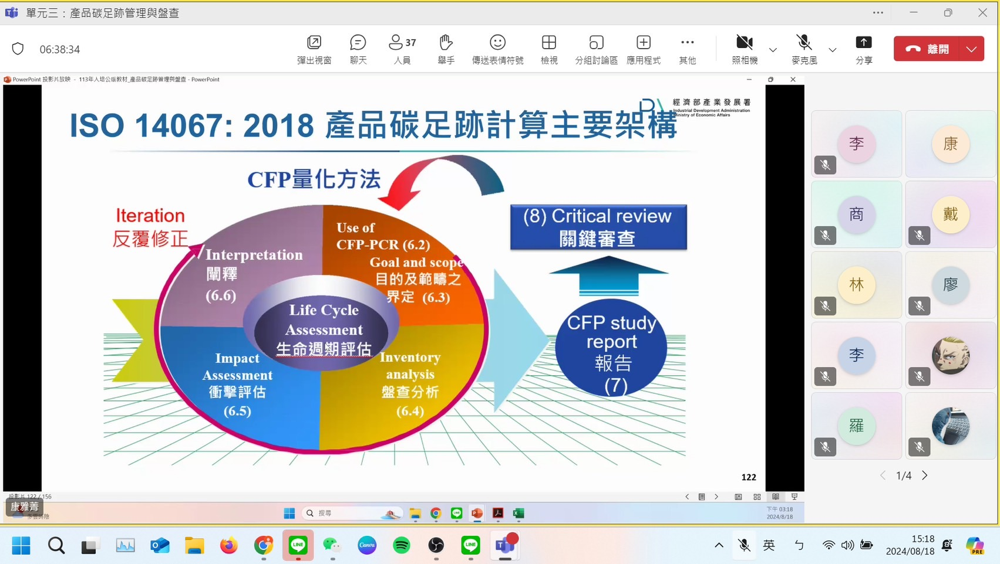 單元三：產品碳足跡管理與盤查
06:38:34
彈出視窗
聊天
37
人員
舉手
傳送表情符號
檢視
分組討論區
應用程式
其他
照相機
麥克風
分享
離開
PowerPoint 投影片放映 - 113年人培公版教材_產品碳足跡管理與盤查 - PowerPoint
經濟部產業發展署
Industrial Development Administration
Ministry of Economic Affairs
ISO 14067: 2018 產品碳足跡計算主要架構
CFP量化方法
Iteration
反覆修正
Interpretation
闡釋
(6.6)
Use of
CFP-PCR (6.2)
Goal and scope
目的及範疇之
界定 (6.3)
Life Cycle
Assessment
生命週期評估
Impact
Assessment
衝擊評估
(6.5)
Inventory
analysis
盤查分析
(6.4)
(8) Critical review
關鍵審查
CFP study
report
報告
(7)
122
投影片 122 / 156
康雅菁
多雲時陰
搜尋
下午 03:18
2024/8/18
李
康
商
戴
林
廖
李
羅
1/4
LINE
Canva
LINE
英
ㄅ
15:18
2024/08/18
PRE